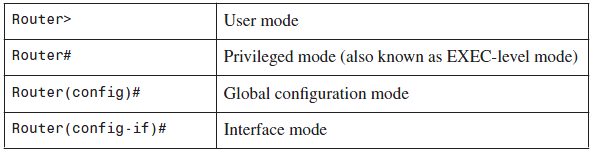 Router> User mode
Router# Privileged mode (also known as EXEC-level mode)
Router(config)# Global configuration mode
Router(config-if)# Interface mode